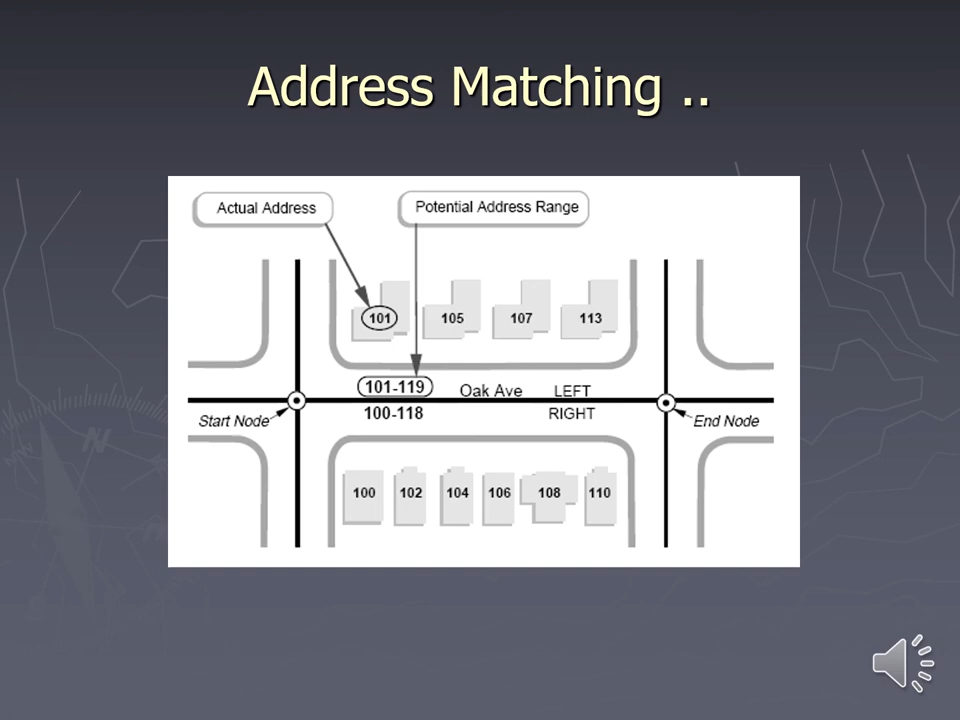 Address Matching ..
Actual Address
Potential Address Range
101
105
107
113
101-119
Oak Ave
LEFT
Start Node
100-118
RIGHT
End Node
100
102
104
106
108
110
N
NW